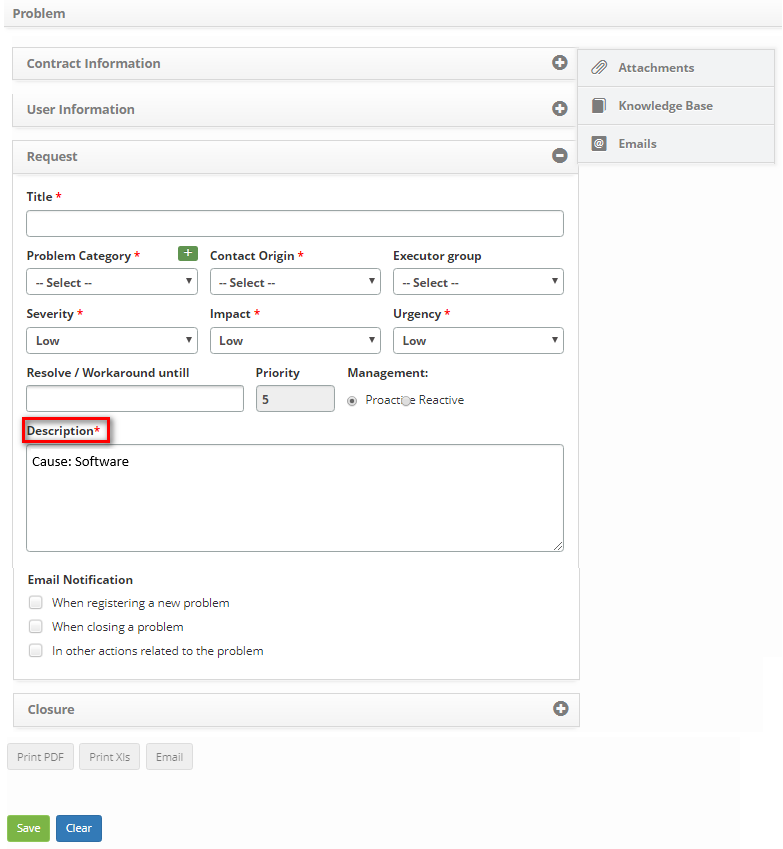 Problem
Contract Information
User Information
Request
Attachments
Knowledge Base
Emails
Title *
Problem Category * + Contact Origin * Executor group
-- Select -- -- Select -- -- Select --
Severity * Impact * Urgency *
Low Low Low
Resolve / Workaround untill Priority Management:
5 Proactive Reactive
Description*
Cause: Software
Email Notification
When registering a new problem
When closing a problem
In other actions related to the problem
Closure
Print PDF Print Xls Email
Save Clear